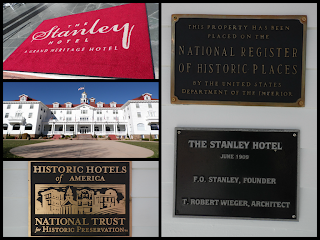 THE
Stanley
HOTEL
A GRAND HERITAGE HOTEL
HISTORIC HOTELS
of AMERICA
NATIONAL TRUST
for HISTORIC PRESERVATION
THIS PROPERTY HAS BEEN
PLACED ON THE
NATIONAL REGISTER
OF HISTORIC PLACES
BY THE UNITED STATES
DEPARTMENT OF THE INTERIOR
THE STANLEY HOTEL
JUNE 1909
F.O. STANLEY, FOUNDER
T. ROBERT WIEGER, ARCHITECT